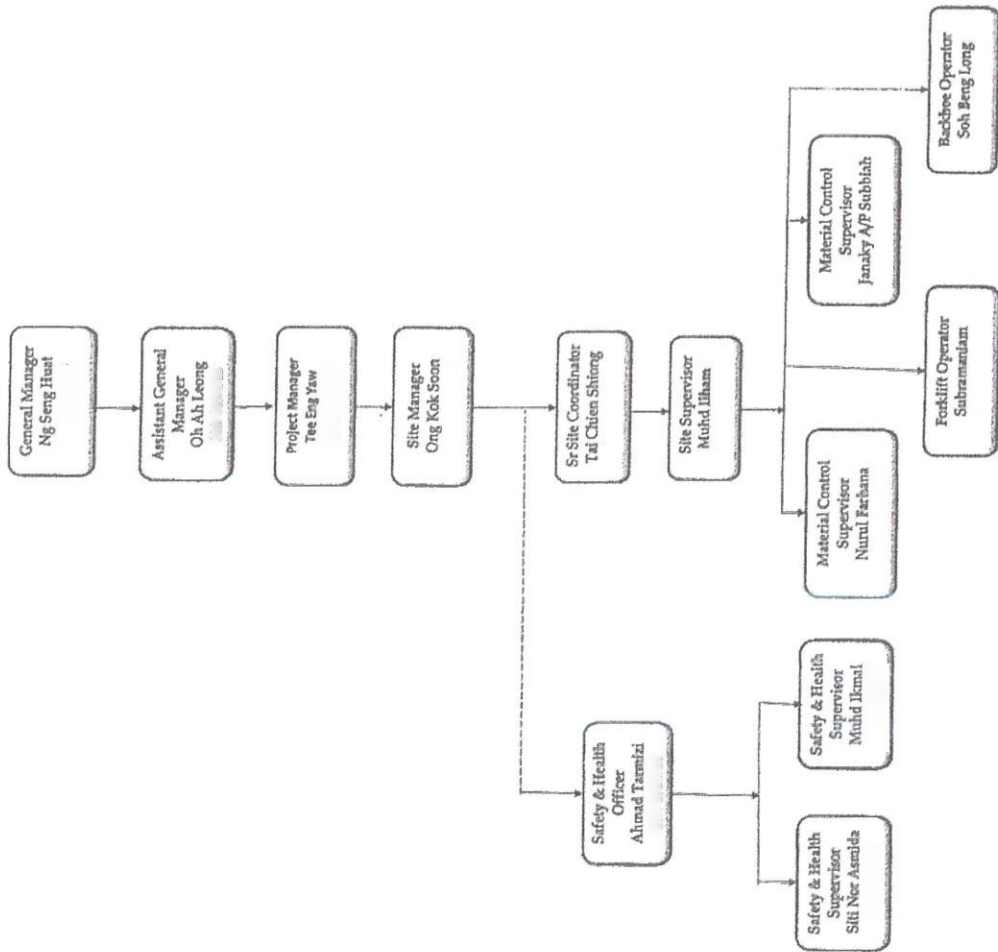 General Manager
Ng Seng Huat
Assistant General
Manager
Oh Ah Leong
Project Manager
Tee Eng Yaw
Site Manager
Ong Kok Soon
Sr Site Coordinator
Tai Chien Shiong
Site Supervisor
Muhd Ilham
Safety & Health
Officer
Ahmad Tarmizi
Safety & Health
Supervisor
Siti Nor Asmida
Safety & Health
Supervisor
Muhd Ikmal
Material Control
Supervisor
Nurul Farhana
Forklift Operator
Subramaniam
Material Control
Supervisor
Janaky A/P Subbiah
Backhoe Operator
Soh Beng Long